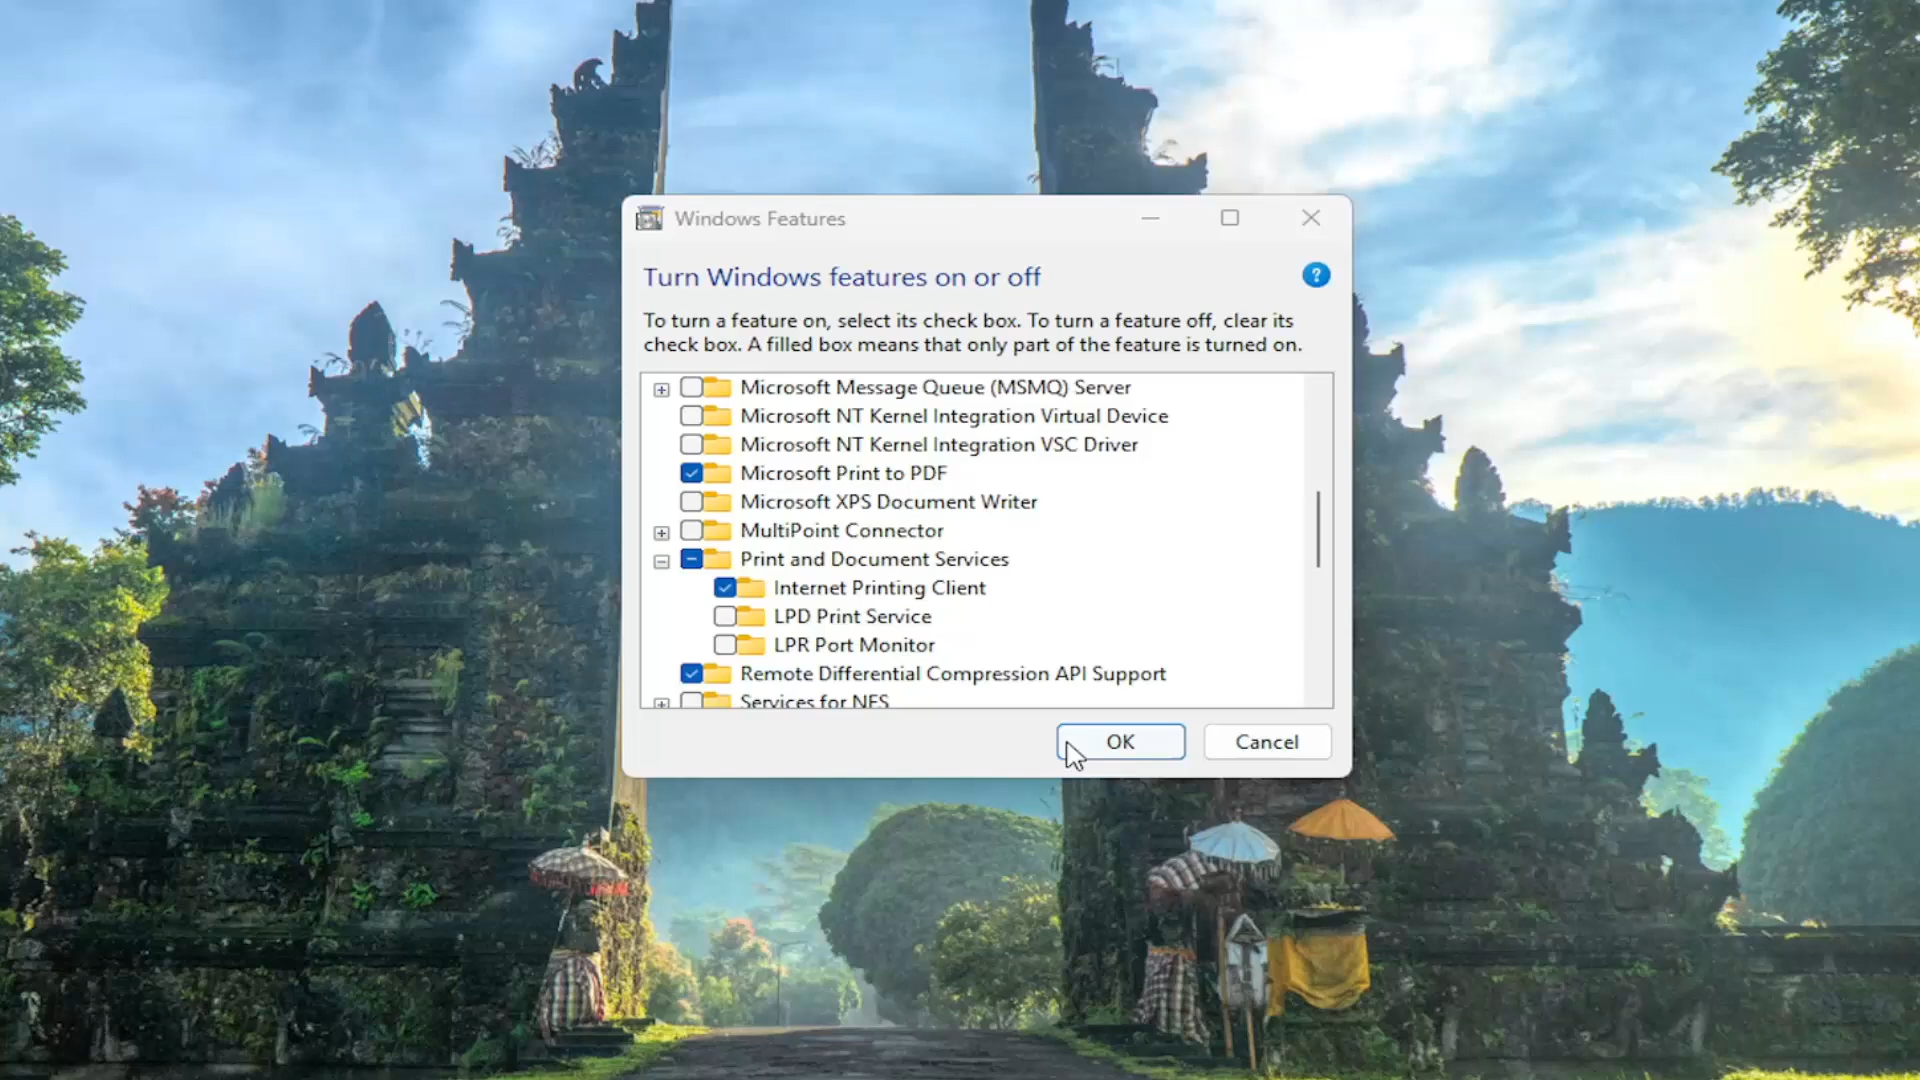 Windows Features
Turn Windows features on or off
?
To turn a feature on, select its check box. To turn a feature off, clear its
check box. A filled box means that only part of the feature is turned on.
Microsoft Message Queue (MSMQ) Server
Microsoft NT Kernel Integration Virtual Device
Microsoft NT Kernel Integration VSC Driver
Microsoft Print to PDF
Microsoft XPS Document Writer
MultiPoint Connector
Print and Document Services
Internet Printing Client
LPD Print Service
LPR Port Monitor
Remote Differential Compression API Support
Services for NFS
OK Cancel